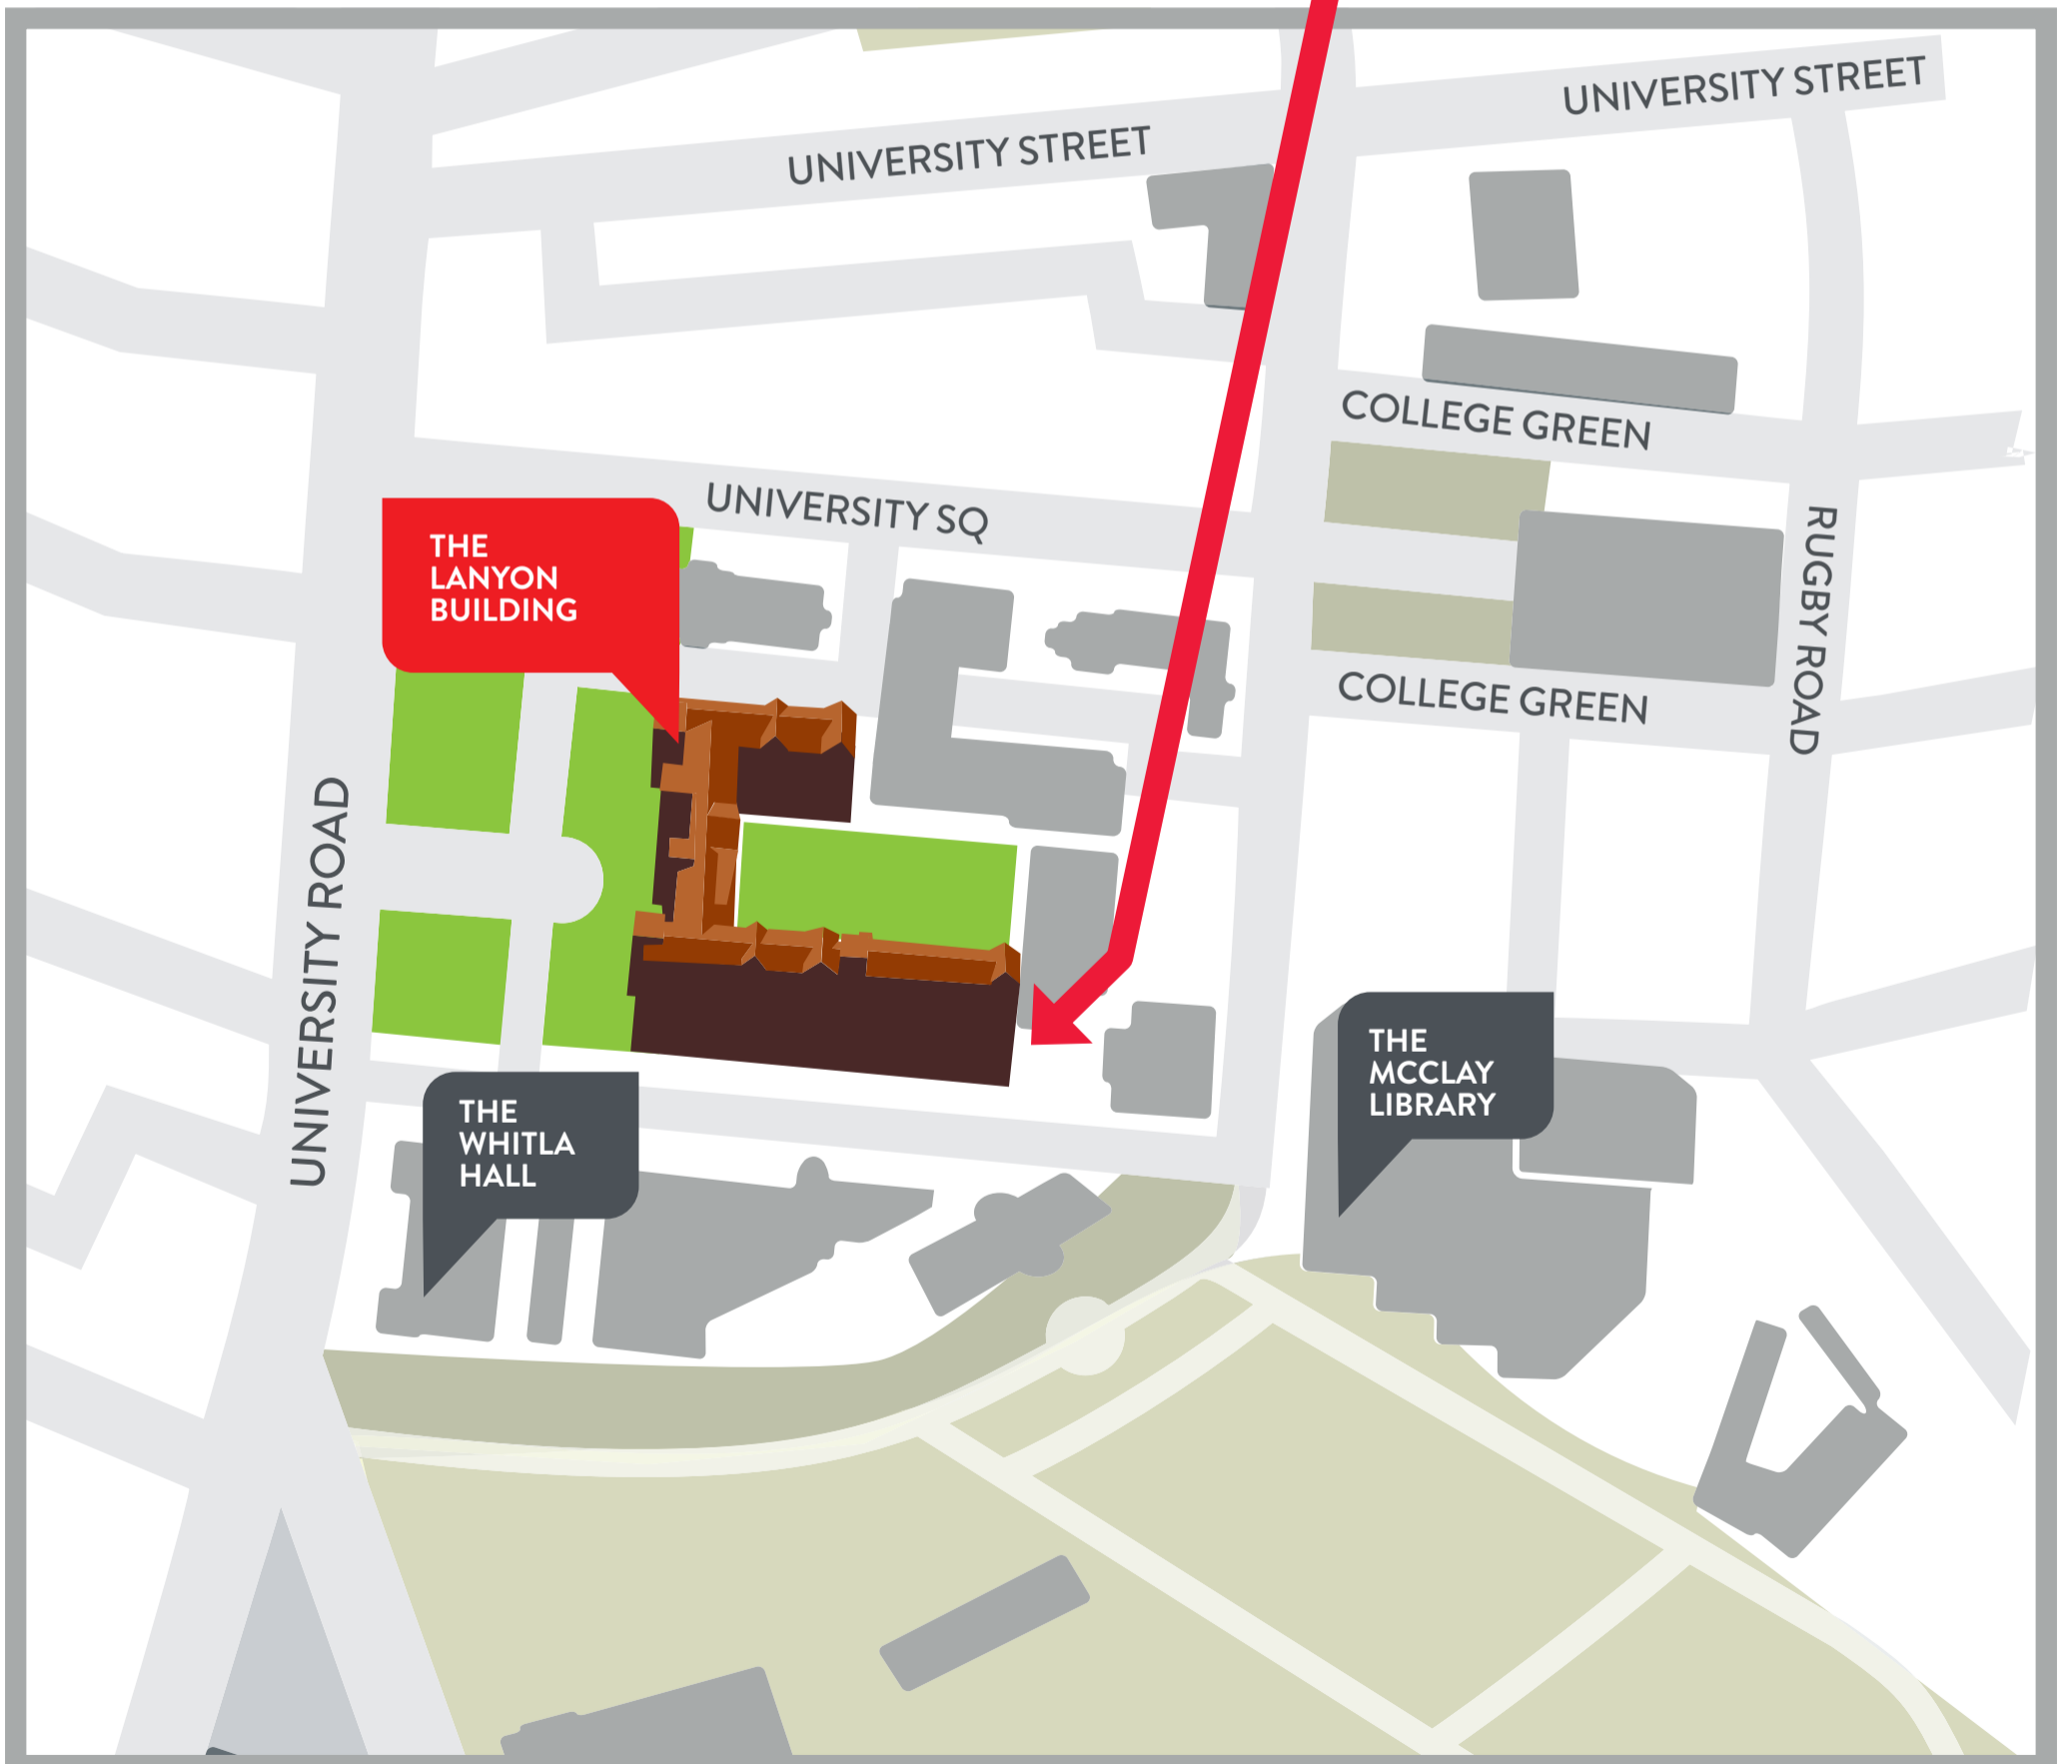 UNIVERSITY STREET
UNIVERSITY STREET
COLLEGE GREEN
UNIVERSITY SQ
THE
LANYON
BUILDING
RUGBY ROAD
COLLEGE GREEN
UNIVERSITY ROAD
THE
MCCLAY
LIBRARY
THE
WHITLA
HALL